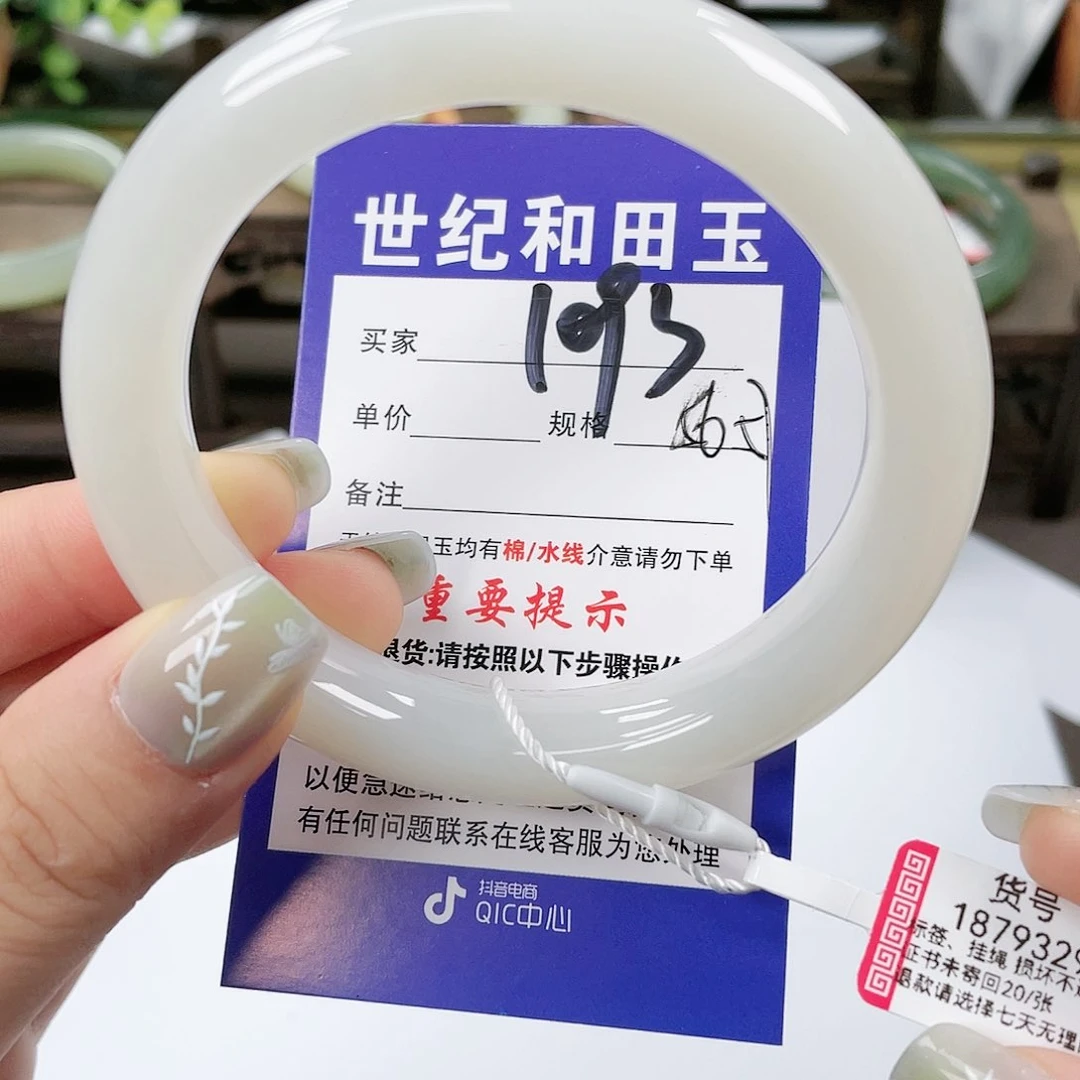 世纪和田玉
买家
193
单价 规格
备注
玉均有棉/水线介意请勿下单
重要提示
退货:请按照以下步骤操作
以便急速给
有任何问题联系在线客服为您处理
抖音电商
QIC中心
货号
1879329
标签、挂绳 损坏不
证书未寄回20/张
退款请选择七天无理